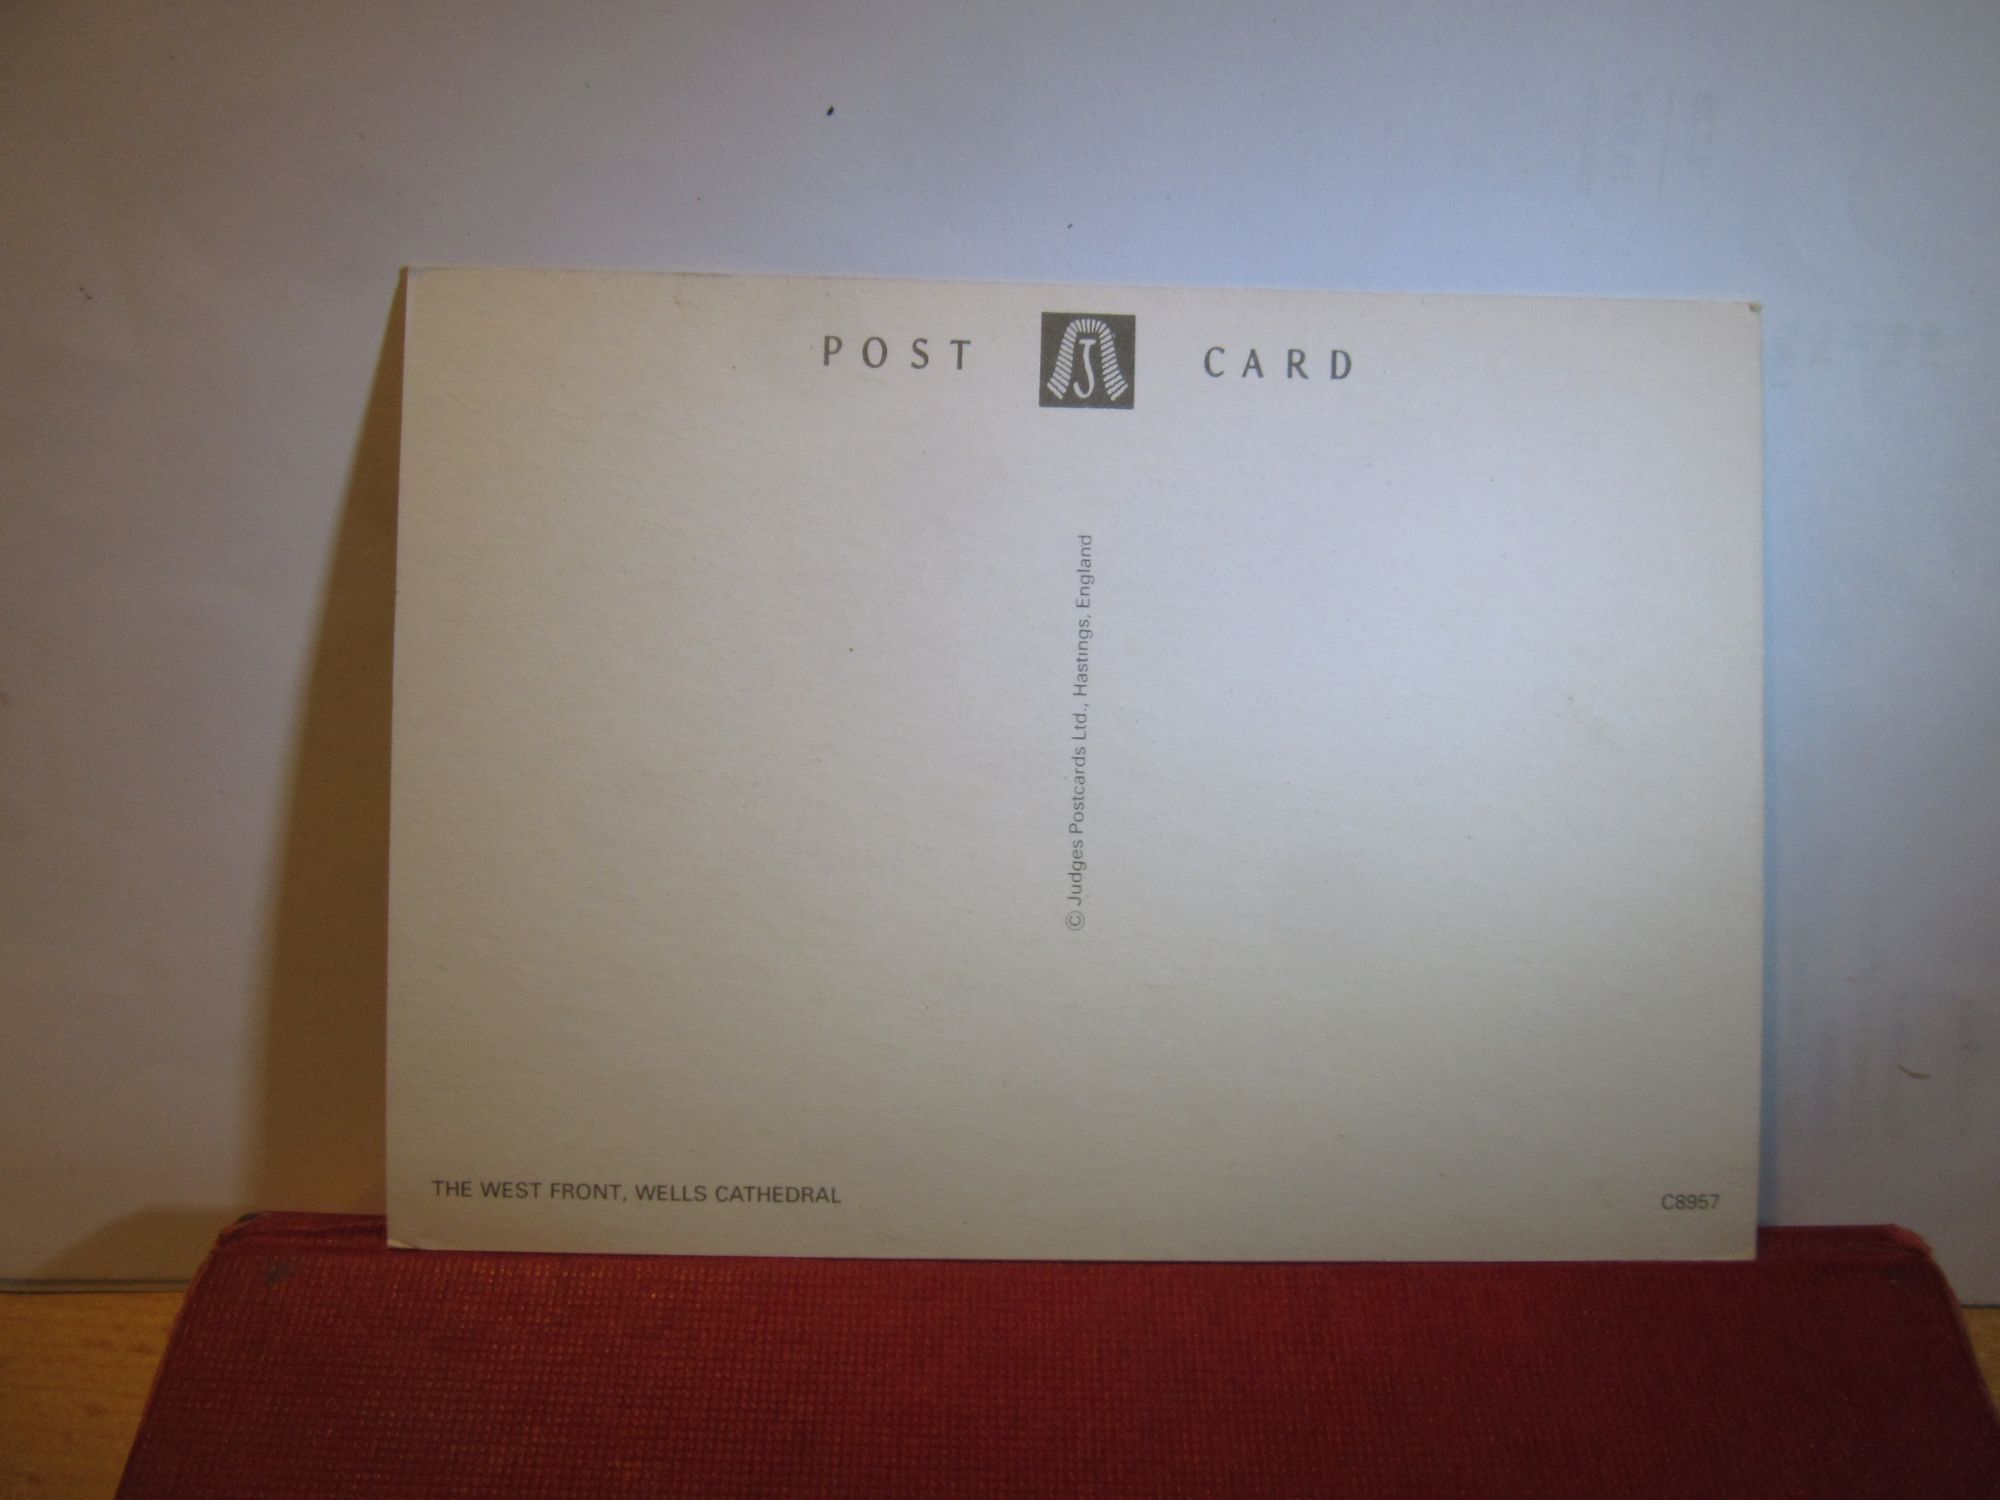 POST J CARD
© Judges Postcards Ltd., Hastings, England
THE WEST FRONT, WELLS CATHEDRAL
C8957